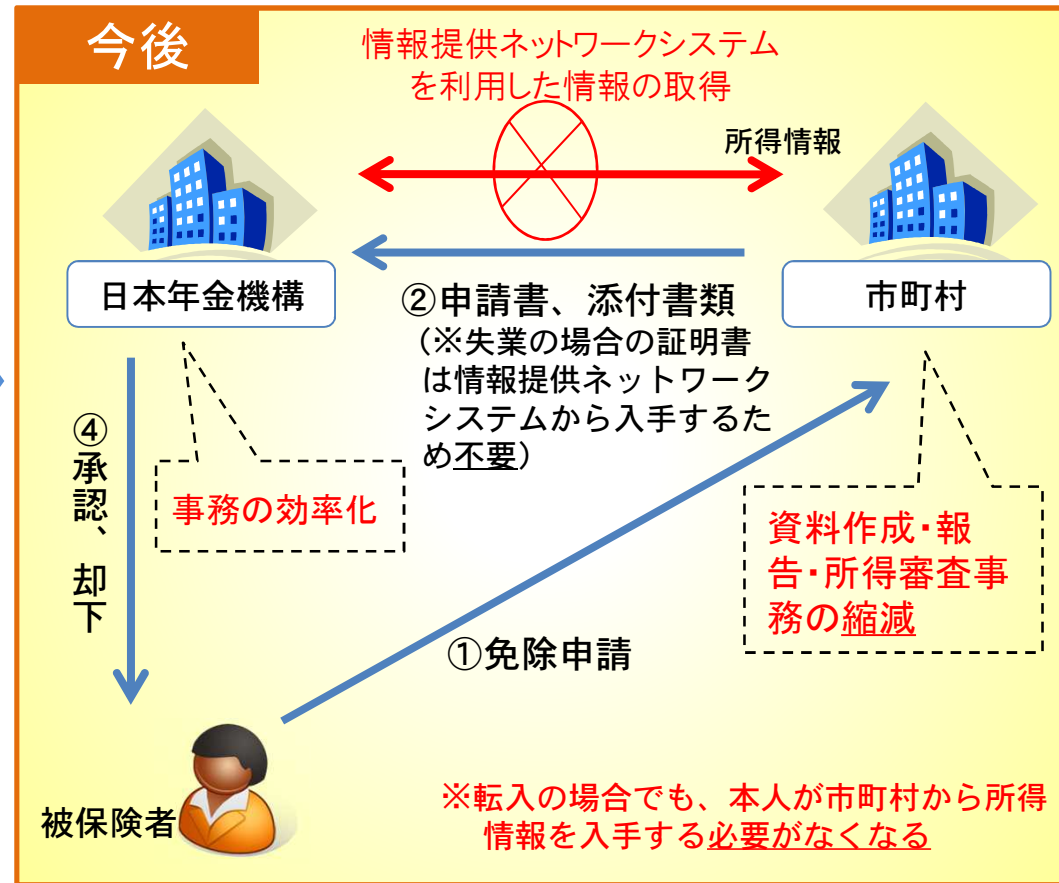 今後
情報提供ネットワークシステム
を利用した情報の取得
所得情報
日本年金機構
市町村
②申請書、添付書類
(※失業の場合の証明書
は情報提供ネットワーク
システムから入手するた
め不要)
④承認、却下
事務の効率化
資料作成・報
告・所得審査事
務の縮減
①免除申請
被保険者
※転入の場合でも、本人が市町村から所得
情報を入手する必要がなくなる